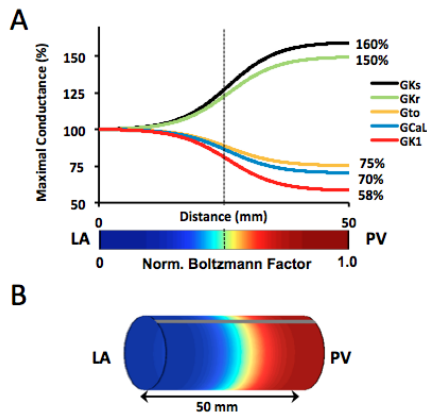 A
Maximal Conductance (%)
150
125
100
75
50
160%
150%
75%
70%
58%
GKs
GKr
Gto
GCaL
GK1
0
Distance (mm)
50
LA
PV
0
Norm. Boltzmann Factor
1.0
B
LA
PV
50 mm